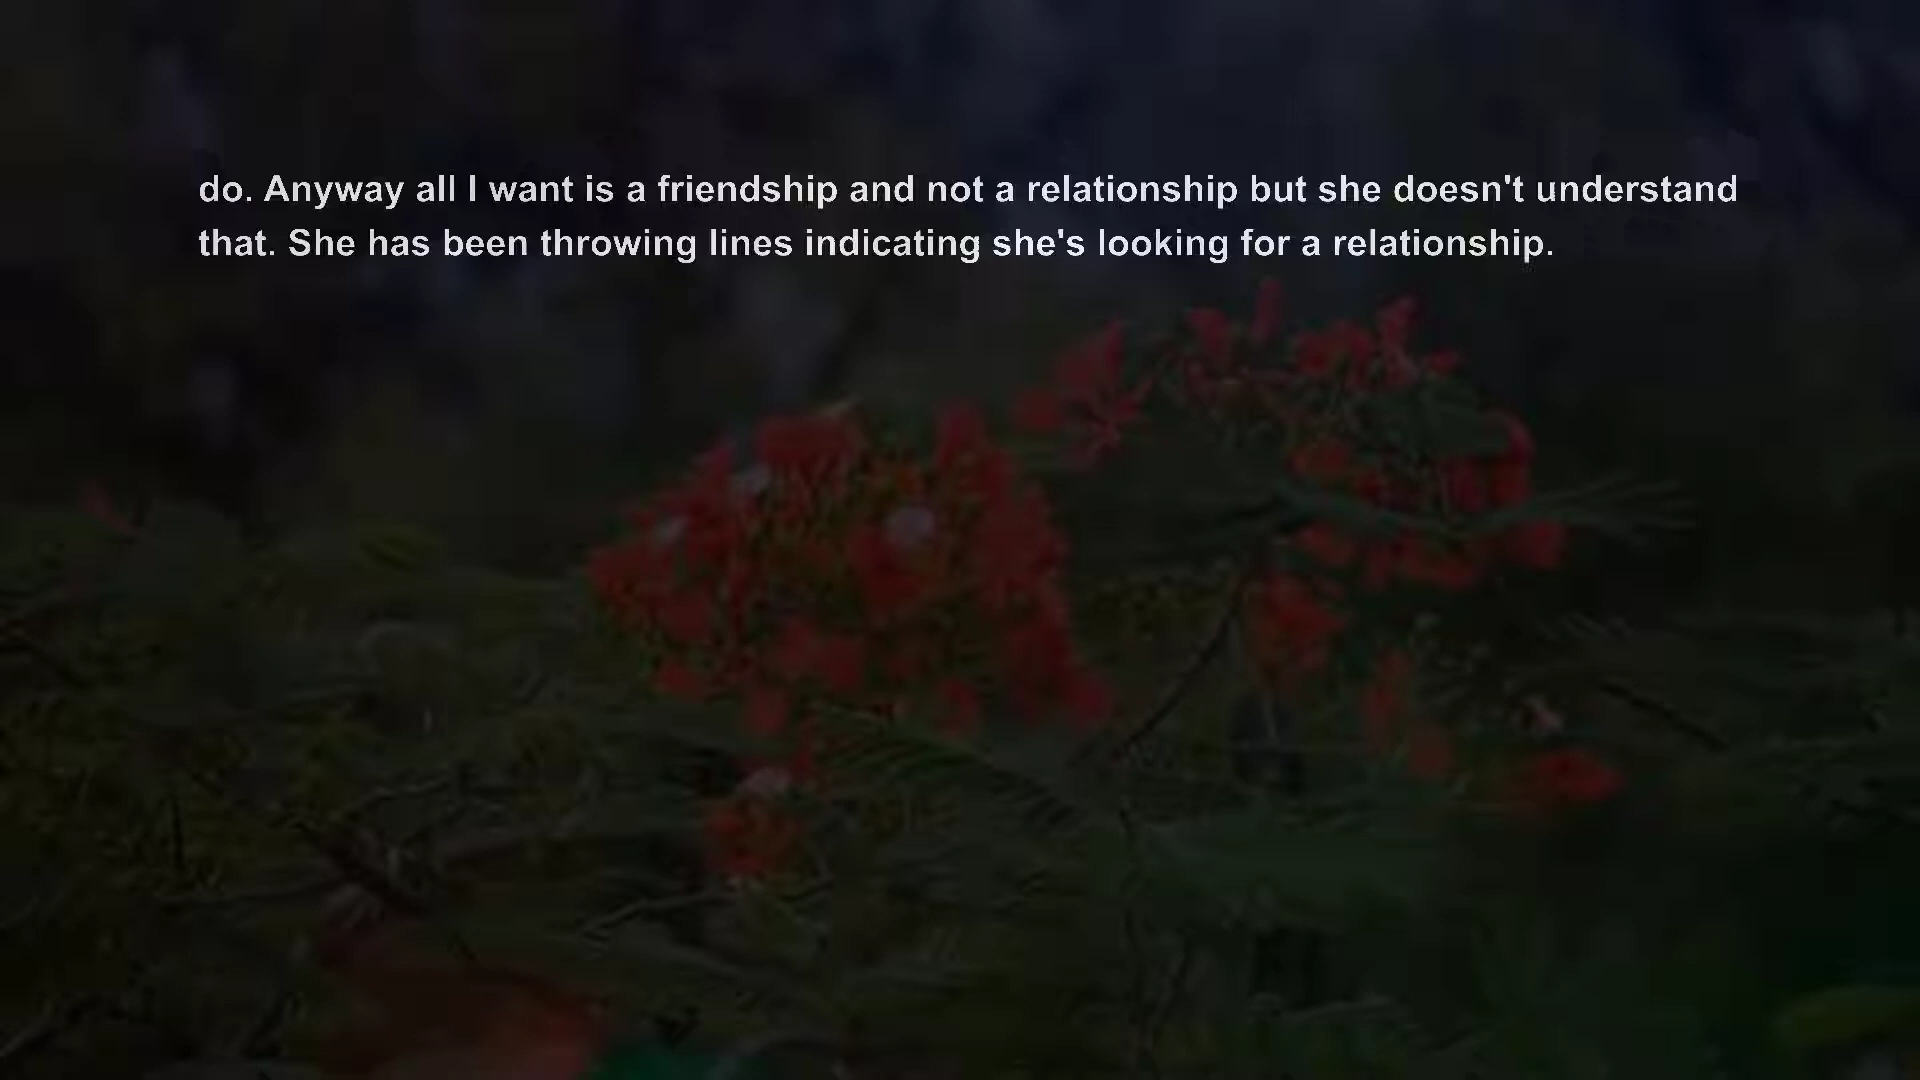 do. Anyway all I want is a friendship and not a relationship but she doesn't understand
that. She has been throwing lines indicating she's looking for a relationship.